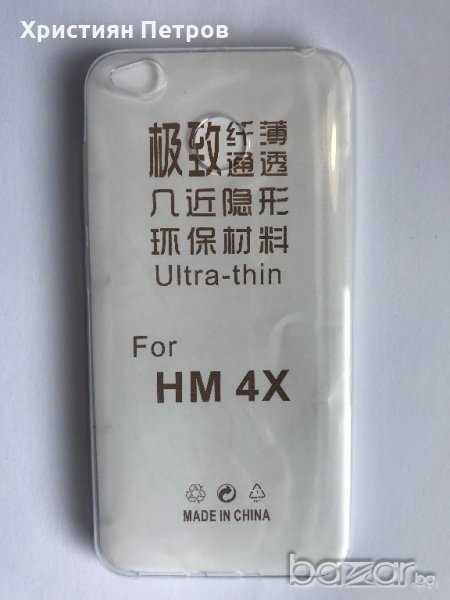 Християн Петров
极致纤薄
通透
几近隐形
环保材料
Ultra-thin
For
HM 4X
MADE IN CHINA
bazar.bg